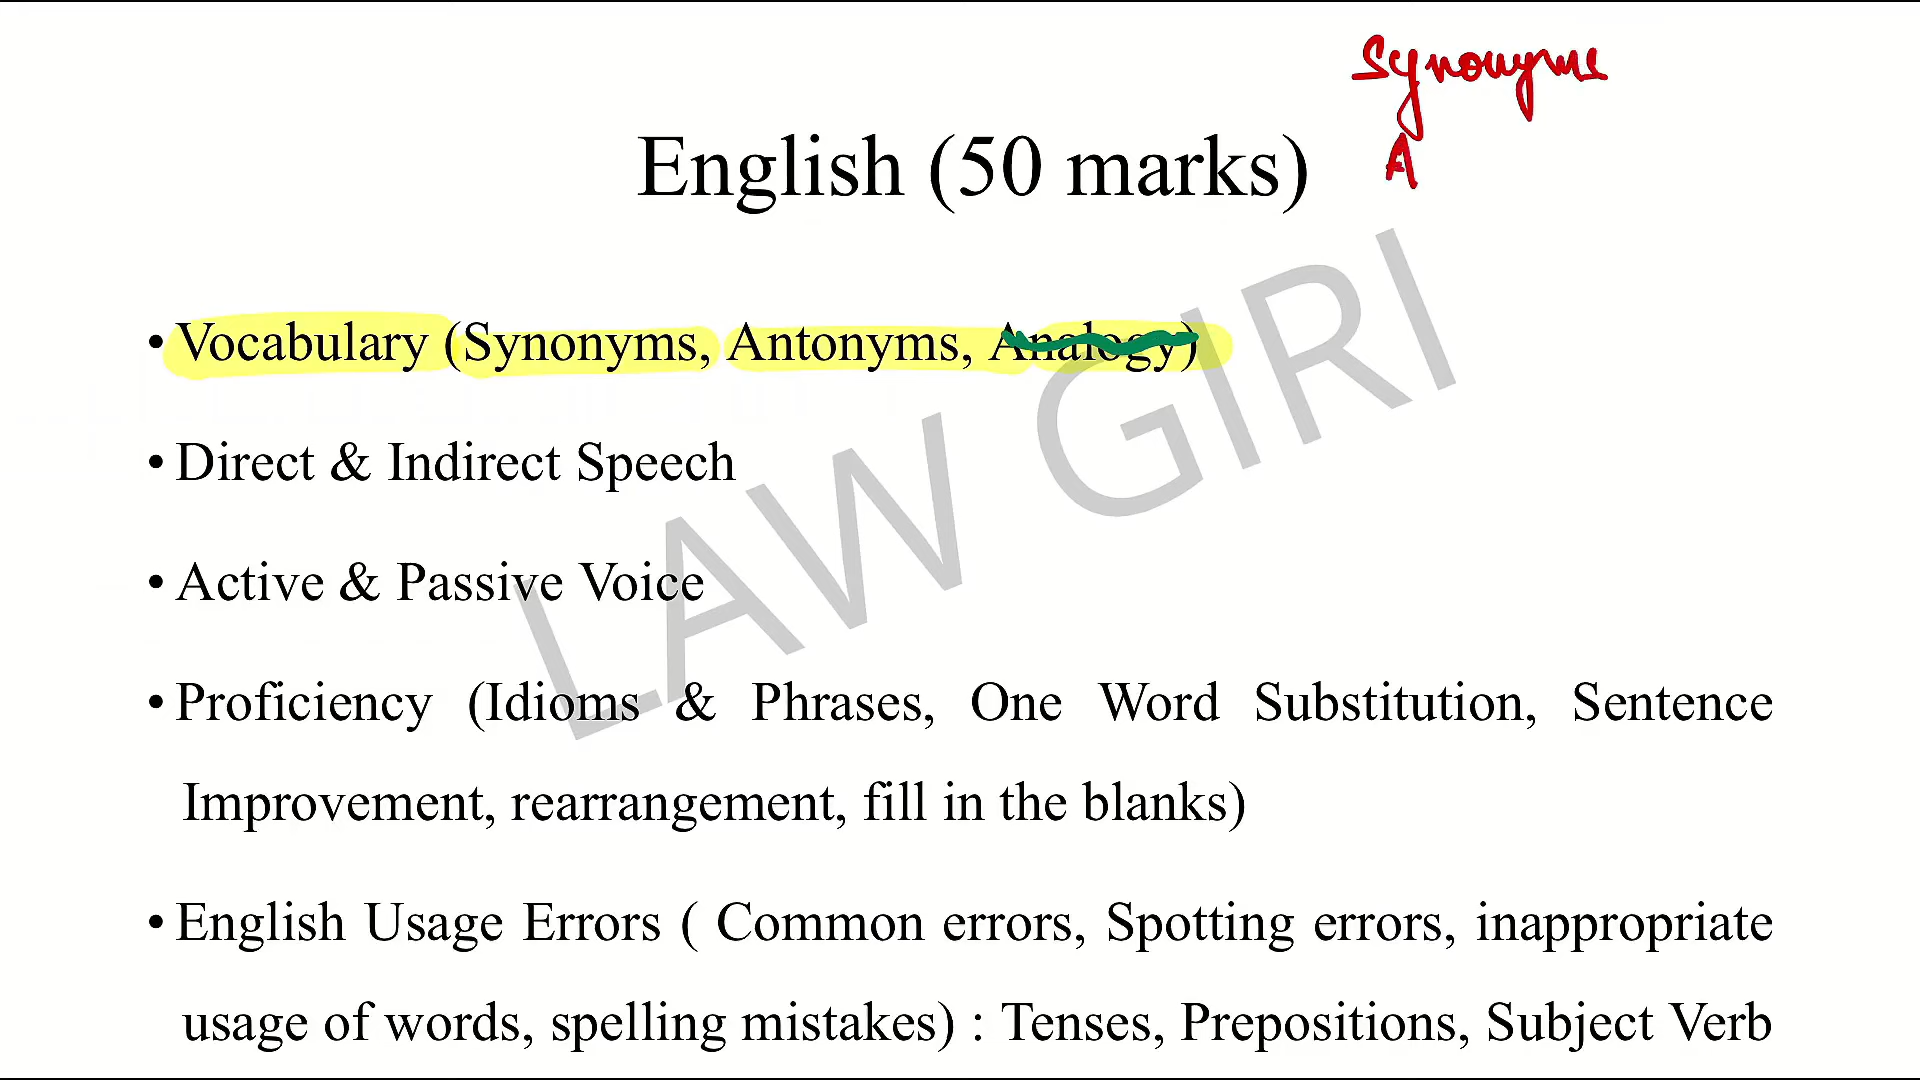 Synonyms
A
English (50 marks)
• Vocabulary (Synonyms, Antonyms, Analogy)
• Direct & Indirect Speech
• Active & Passive Voice
• Proficiency (Idioms & Phrases, One Word Substitution, Sentence
Improvement, rearrangement, fill in the blanks)
• English Usage Errors ( Common errors, Spotting errors, inappropriate
usage of words, spelling mistakes) : Tenses, Prepositions, Subject Verb
LAW GIRI